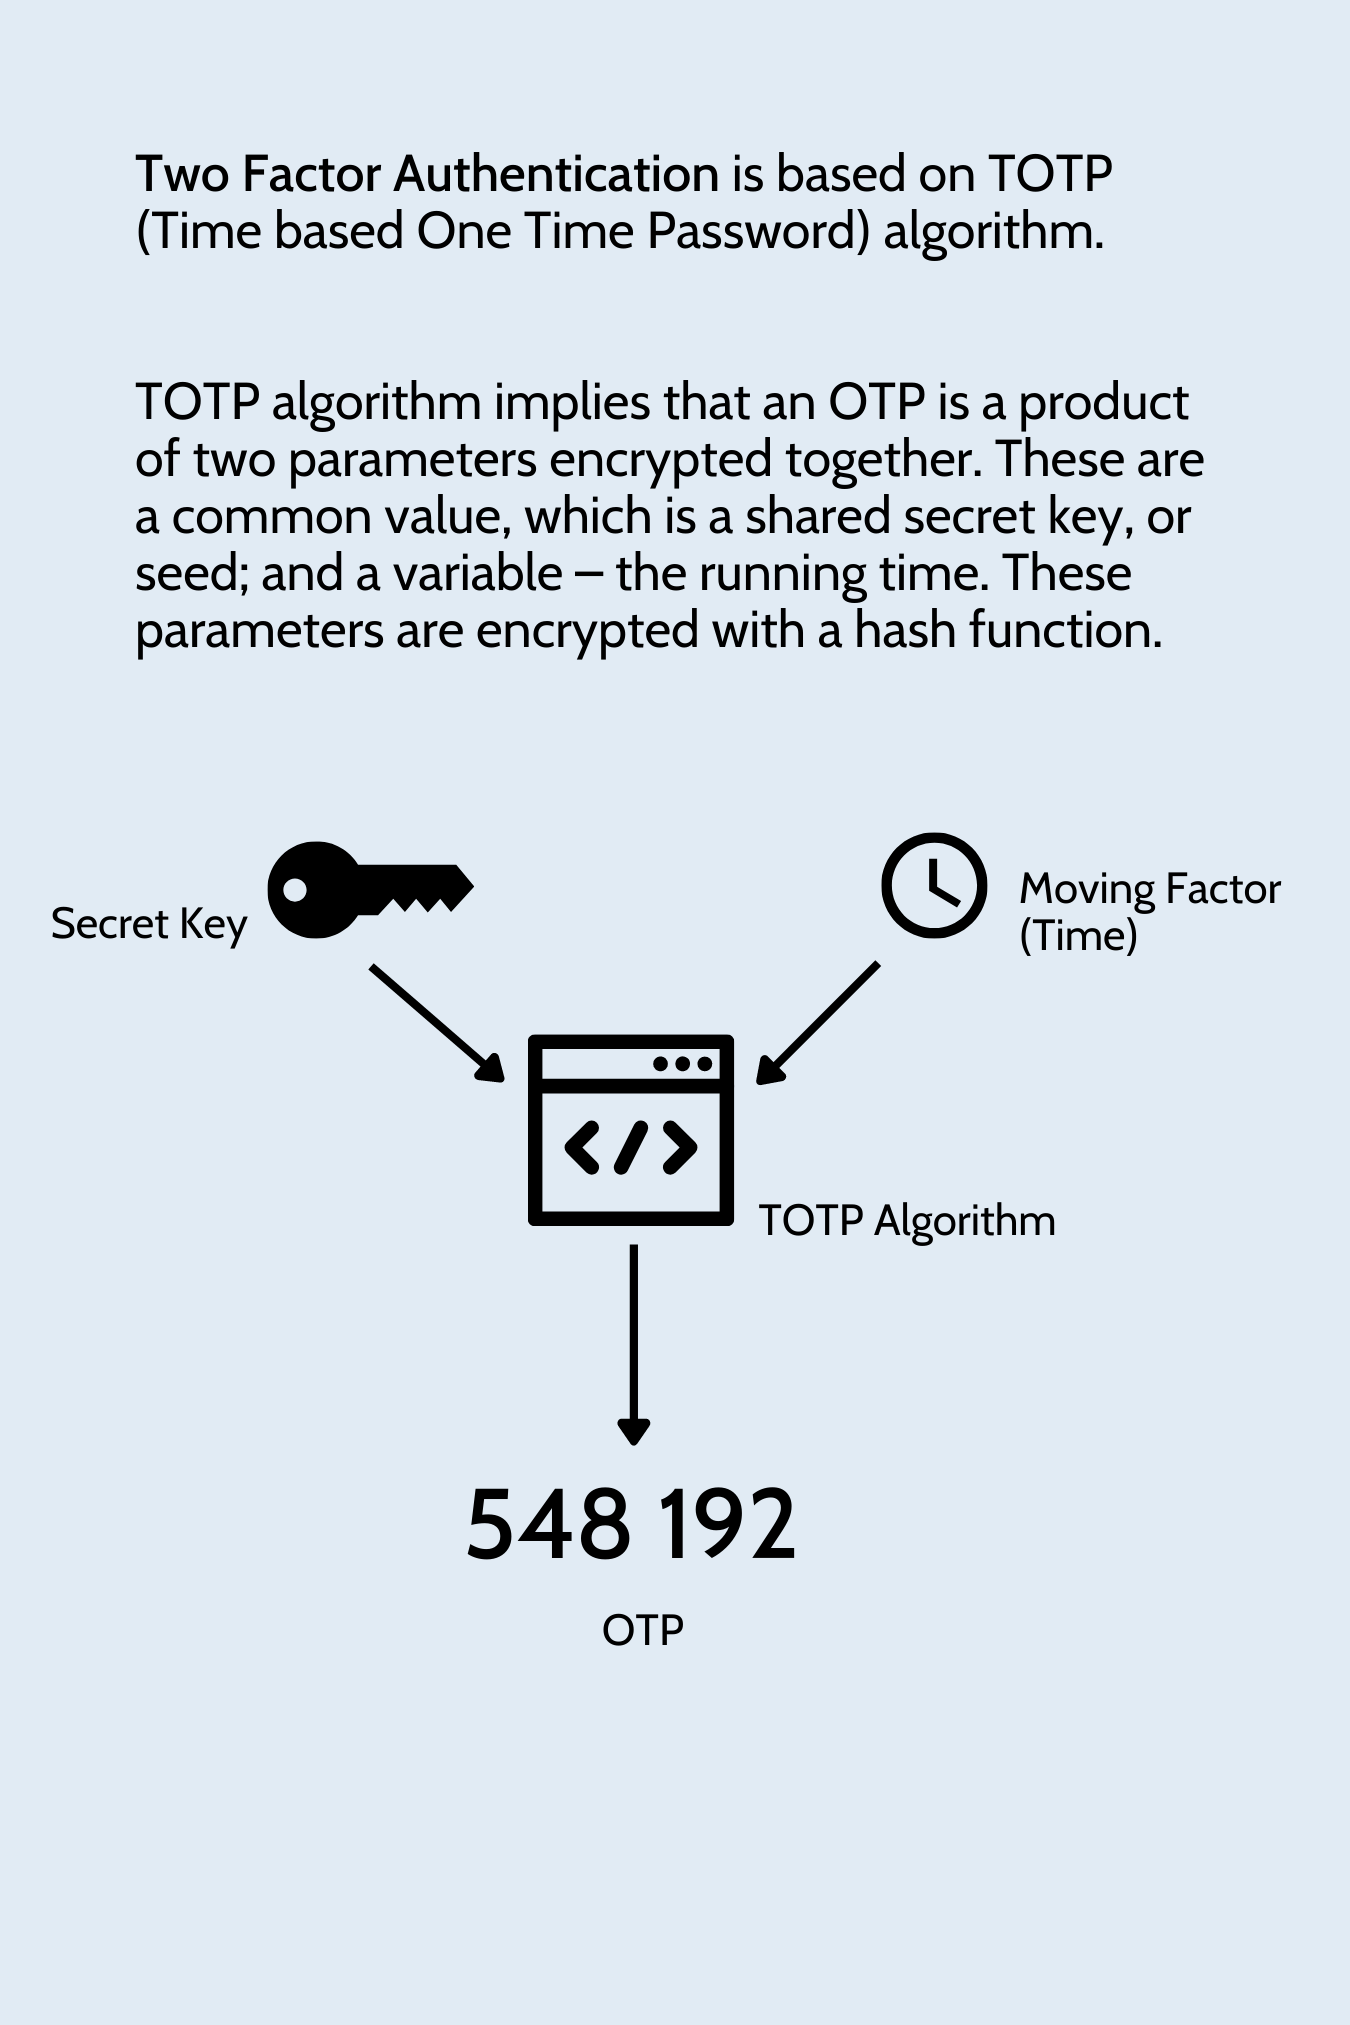 Two Factor Authentication is based on TOTP
(Time based One Time Password) algorithm.
TOTP algorithm implies that an OTP is a product
of two parameters encrypted together. These are
a common value, which is a shared secret key, or
seed; and a variable – the running time. These
parameters are encrypted with a hash function.
Secret Key
Moving Factor
(Time)
</>
TOTP Algorithm
548 192
OTP